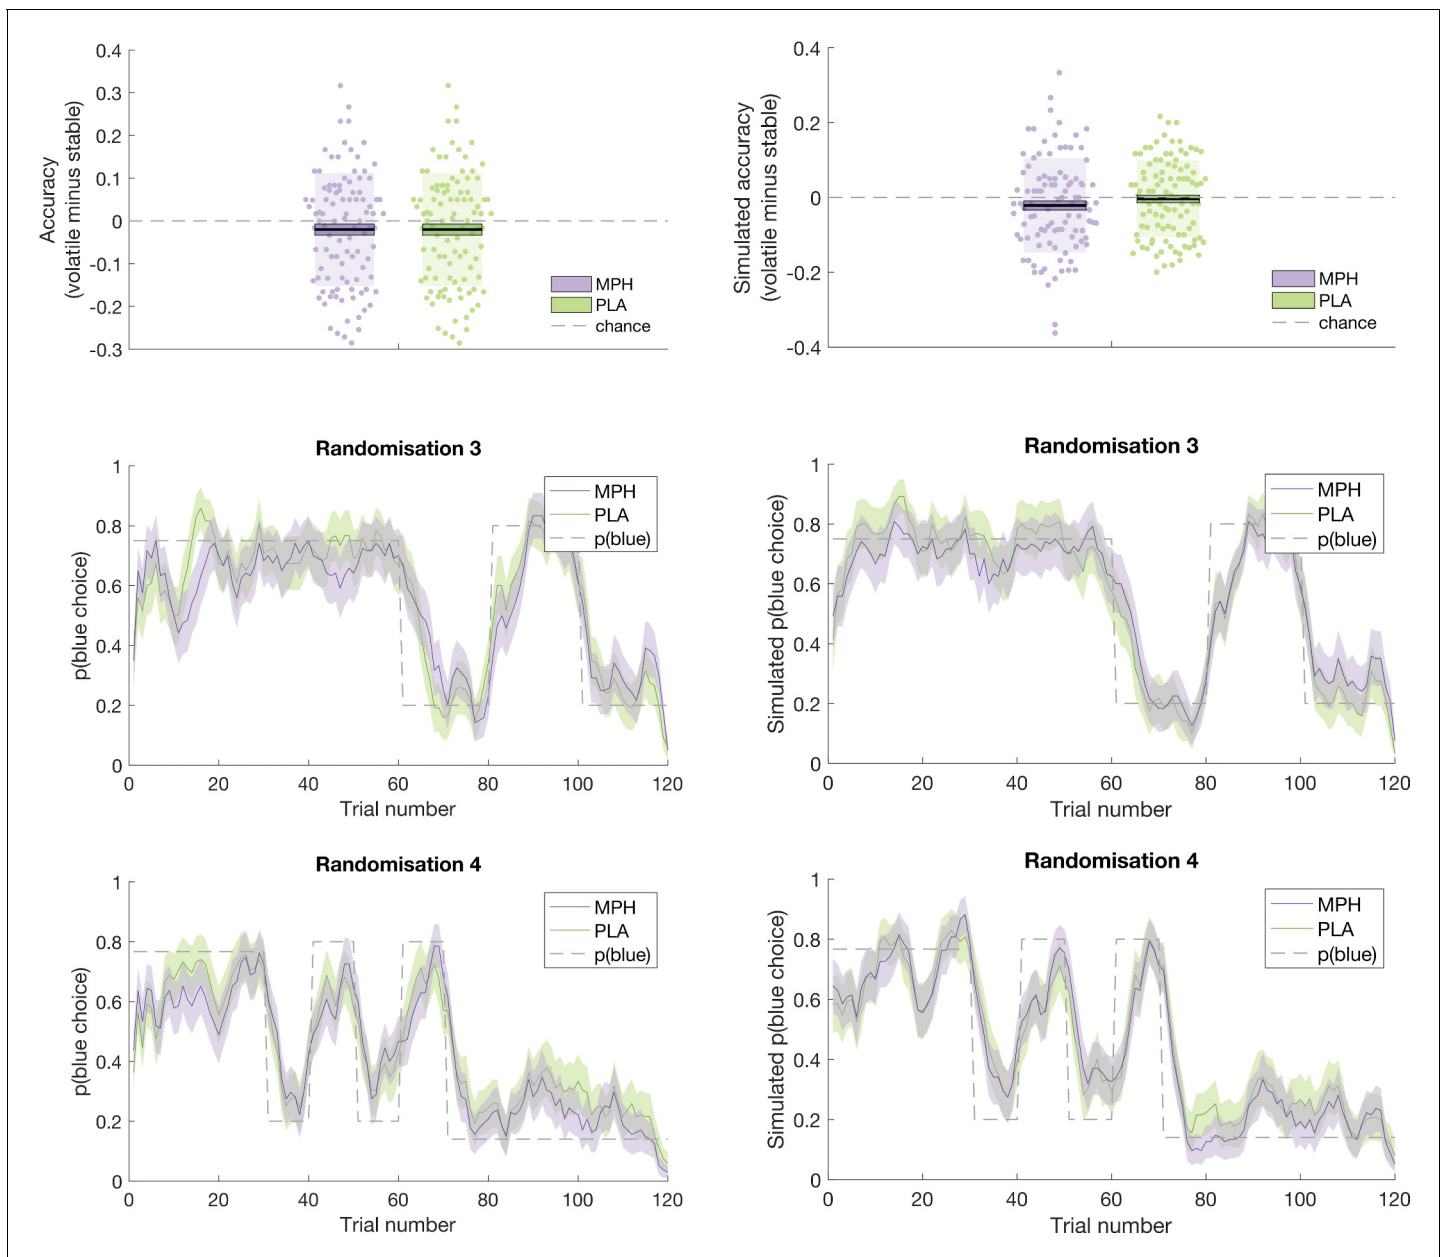 0.4
0.3
0.2
0.1
0
-0.1
-0.2
-0.3
Accuracy
(volatile minus stable)
MPH
PLA
chance
0.4
0.2
0
-0.2
-0.4
Simulated accuracy
(volatile minus stable)
MPH
PLA
chance
Randomisation 3
1
0.8
0.6
0.4
0.2
0
p(blue choice)
MPH
PLA
p(blue)
0 20 40 60 80 100 120
Trial number
Randomisation 3
1
0.8
0.6
0.4
0.2
0
Simulated p(blue choice)
MPH
PLA
p(blue)
0 20 40 60 80 100 120
Trial number
Randomisation 4
1
0.8
0.6
0.4
0.2
0
p(blue choice)
MPH
PLA
p(blue)
0 20 40 60 80 100 120
Trial number
Randomisation 4
1
0.8
0.6
0.4
0.2
0
Simulated p(blue choice)
MPH
PLA
p(blue)
0 20 40 60 80 100 120
Trial number